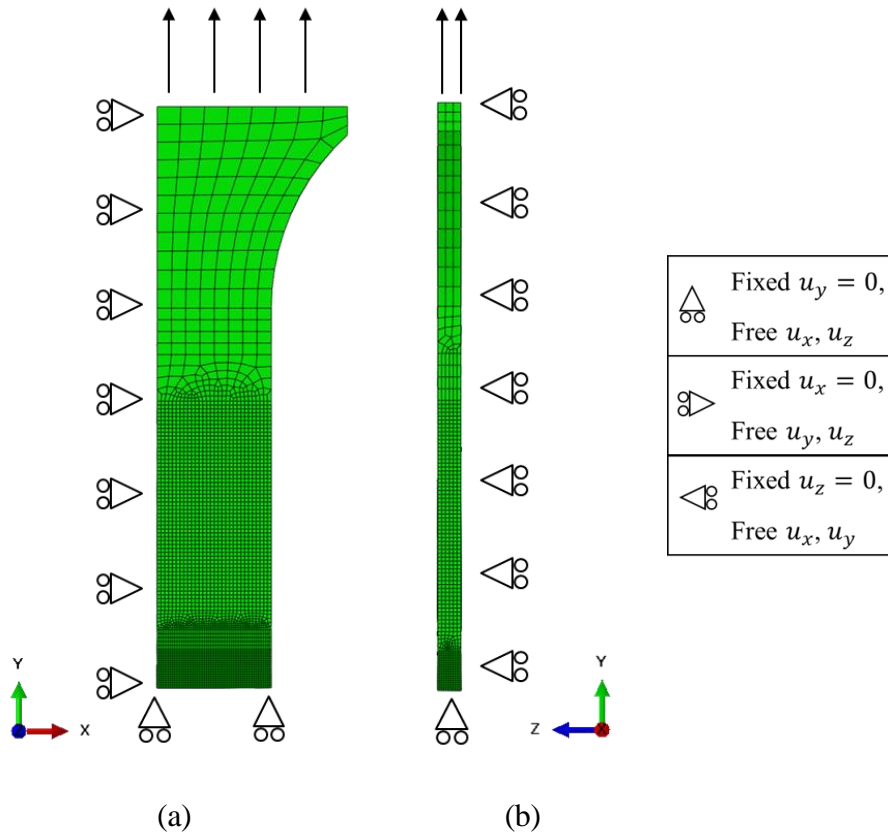 Fixed u_y = 0,
Free u_x, u_z
Fixed u_x = 0,
Free u_y, u_z
Fixed u_z = 0,
Free u_x, u_y
Y
X
Y
Z
X
(a)
(b)